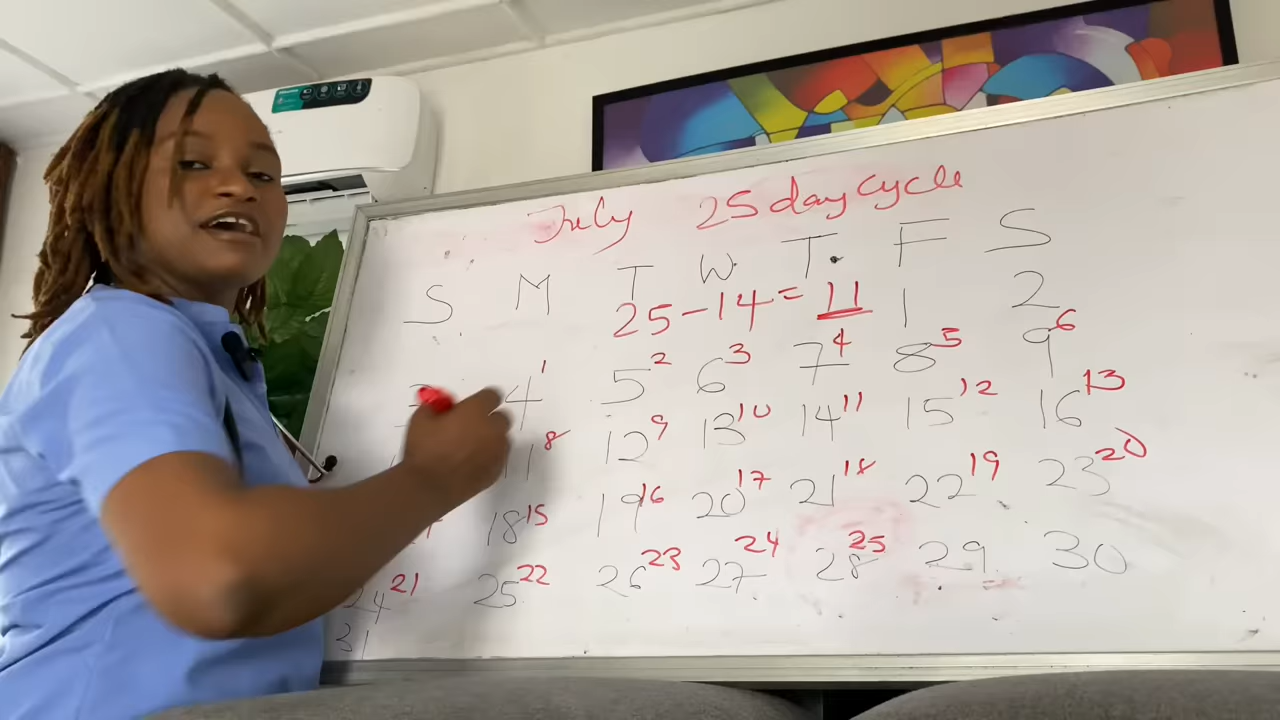 July 25 day cycle
S. M T W. T. F S
25-14 = 11 1 2
4 1 5 2 6 3 7 4 8 5 9 6
11 8 12 9 13 10 14 11 15 12 16 13
18 15 19 16 20 17 21 18 22 19 23 20
24 21 25 22 26 23 27 24 28 25 29 30
31